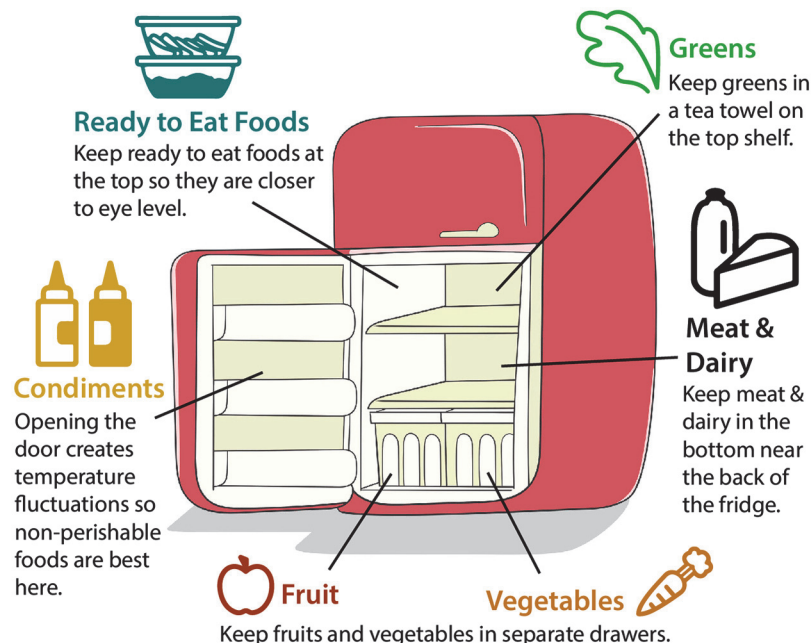 Ready to Eat Foods
Keep ready to eat foods at
the top so they are closer
to eye level.
Greens
Keep greens in
a tea towel on
the top shelf.
Meat &
Dairy
Keep meat &
dairy in the
bottom near
the back of
the fridge.
Condiments
Opening the
door creates
temperature
fluctuations so
non-perishable
foods are best
here.
Fruit
Vegetables
Keep fruits and vegetables in separate drawers.